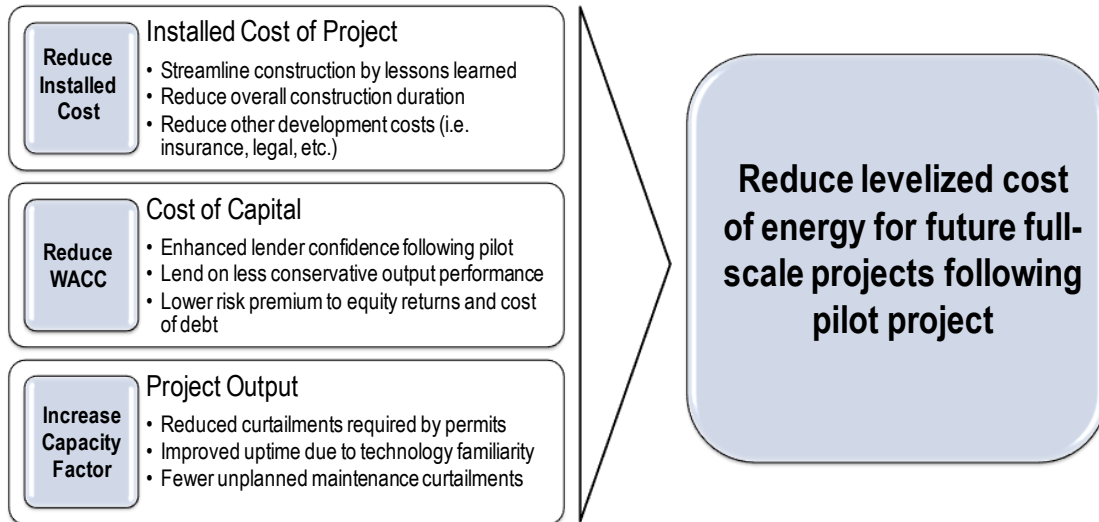 Reduce
Installed
Cost
Installed Cost of Project
• Streamline construction by lessons learned
• Reduce overall construction duration
• Reduce other development costs (i.e.
insurance, legal, etc.)
Reduce
WACC
Cost of Capital
• Enhanced lender confidence following pilot
• Lend on less conservative output performance
• Lower risk premium to equity returns and cost
of debt
Increase
Capacity
Factor
Project Output
• Reduced curtailments required by permits
• Improved uptime due to technology familiarity
• Fewer unplanned maintenance curtailments
Reduce levelized cost
of energy for future full-
scale projects following
pilot project